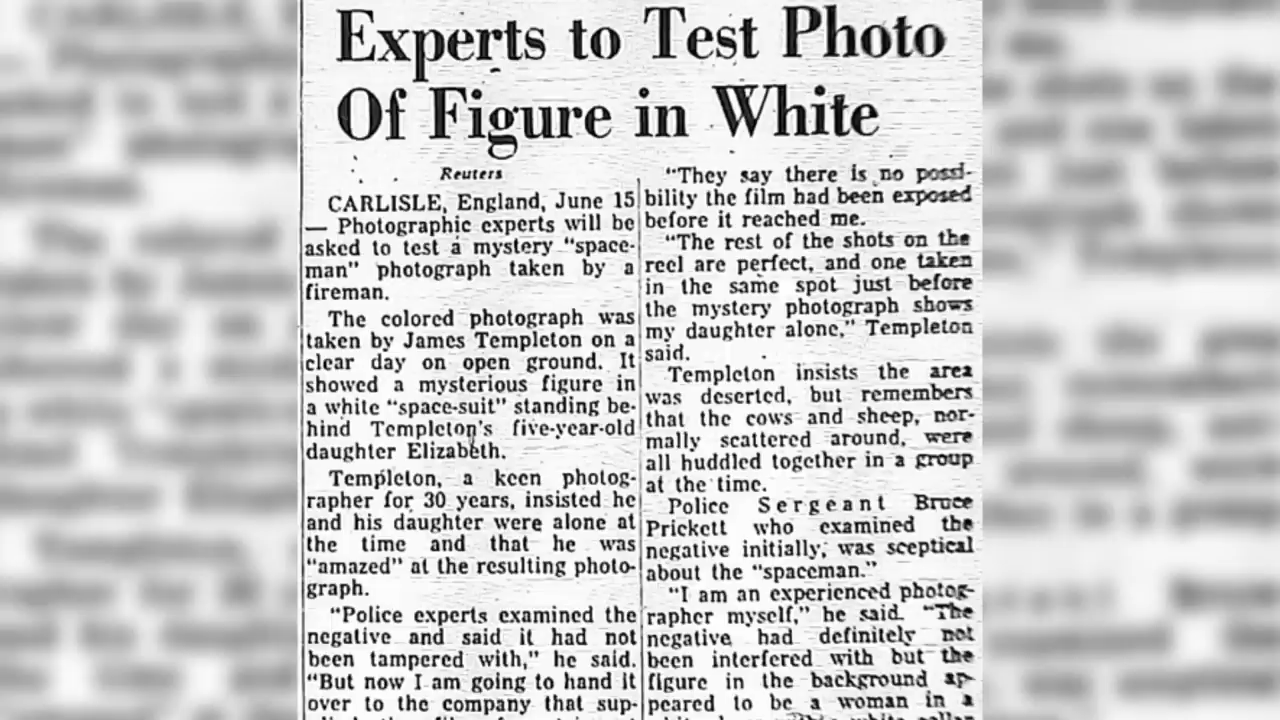 Experts to Test Photo
Of Figure in White
Reuters
CARLISLE, England, June 15
— Photographic experts will be
asked to test a mystery "space-
man" photograph taken by a
fireman.
The colored photograph was
taken by James Templeton on a
clear day on open ground. It
showed a mysterious figure in
a white "space-suit" standing be-
hind Templeton's five-year-old
daughter Elizabeth.
Templeton, a keen photog-
rapher for 30 years, insisted he
and his daughter were alone at
the time and that he was
"amazed" at the resulting photo-
graph.
"Police experts examined the
negative and said it had not
been tampered with," he said.
"But now I am going to hand it
over to the company that sup-
"They say there is no possi-
bility the film had been exposed
before it reached me.
"The rest of the shots on the
reel are perfect, and one taken
in the same spot just before
the mystery photograph shows
my daughter alone," Templeton
said.
Templeton insists the area
was deserted, but remembers
that the cows and sheep, nor-
mally scattered around, were
all huddled together in a group
at the time.
Police Sergeant Bruce
Prickett who examined the
negative initially, was sceptical
about the "spaceman."
"I am an experienced photog-
rapher myself," he said. "The
negative had definitely not
been interfered with but the
figure in the background ap-
peared to be a woman in a